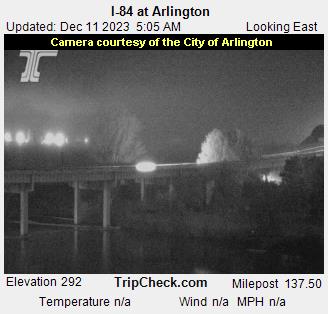 I-84 at Arlington
Updated: Dec 11 2023 5:05 AM Looking East
Camera courtesy of the City of Arlington
Elevation 292 TripCheck.com Milepost 137.50
Temperature n/a Wind n/a MPH n/a